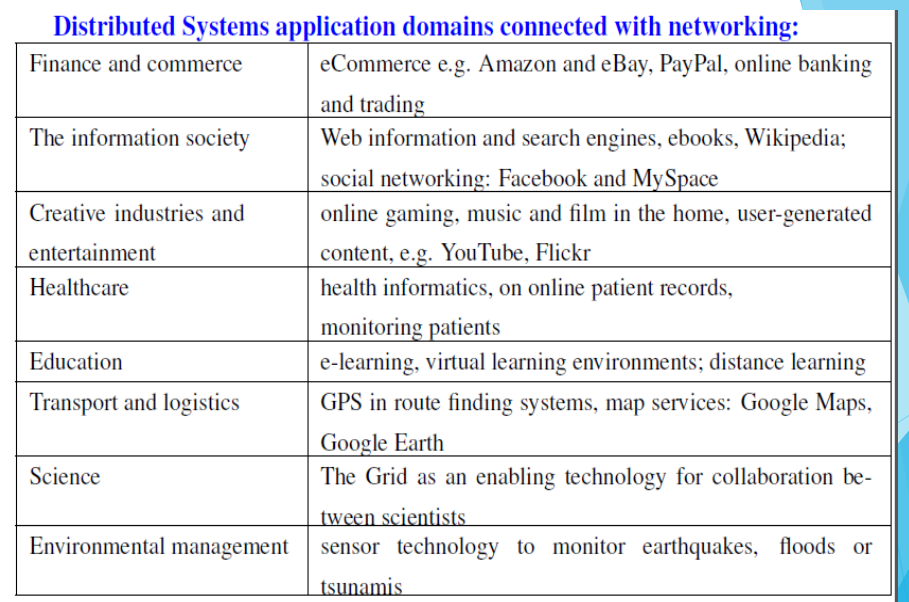 Distributed Systems application domains connected with networking:
Finance and commerce
eCommerce e.g. Amazon and eBay, PayPal, online banking
and trading
The information society
Web information and search engines, ebooks, Wikipedia;
social networking: Facebook and MySpace
Creative industries and
entertainment
online gaming, music and film in the home, user-generated
content, e.g. YouTube, Flickr
Healthcare
health informatics, on online patient records,
monitoring patients
Education
e-learning, virtual learning environments; distance learning
Transport and logistics
GPS in route finding systems, map services: Google Maps,
Google Earth
Science
The Grid as an enabling technology for collaboration be-
tween scientists
Environmental management
sensor technology to monitor earthquakes, floods or
tsunamis